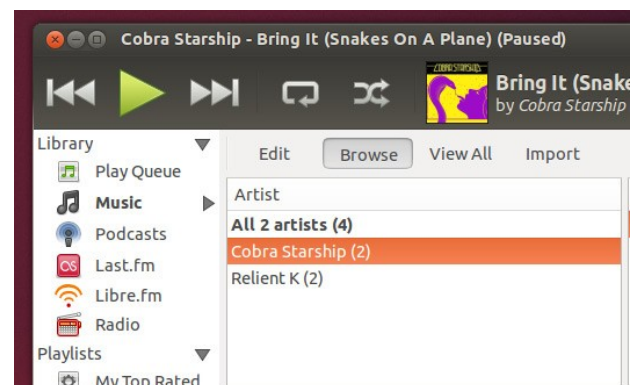 Cobra Starship - Bring It (Snakes On A Plane) (Paused)
Bring It (Snake
by Cobra Starship
Library
Play Queue
Music
Podcasts
Last.fm
Libre.fm
Radio
Playlists
My Top Rated
Edit Browse View All Import
Artist
All 2 artists (4)
Cobra Starship (2)
Relient K (2)